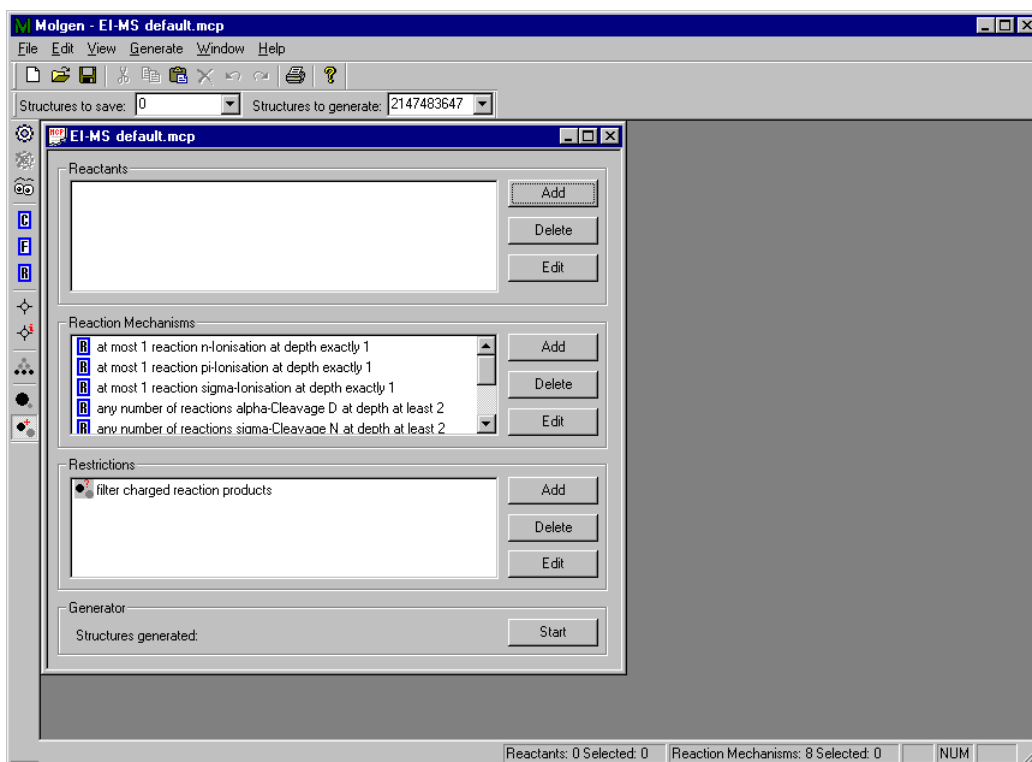 Molgen - EI-MS default.mcp
File Edit View Generate Window Help
Structures to save: 0 Structures to generate: 2147483647
EI-MS default.mcp
Reactants
Add
Delete
Edit
C
F
R
Reaction Mechanisms
R at most 1 reaction n-Ionisation at depth exactly 1
R at most 1 reaction pi-Ionisation at depth exactly 1
R at most 1 reaction sigma-Ionisation at depth exactly 1
R any number of reactions alpha-Cleavage D at depth at least 2
R any number of reactions sigma-Cleavage N at depth at least 2
Add
Delete
Edit
Restrictions
filter charged reaction products
Add
Delete
Edit
Generator
Structures generated:
Start
Reactants: 0 Selected: 0 Reaction Mechanisms: 8 Selected: 0 NUM